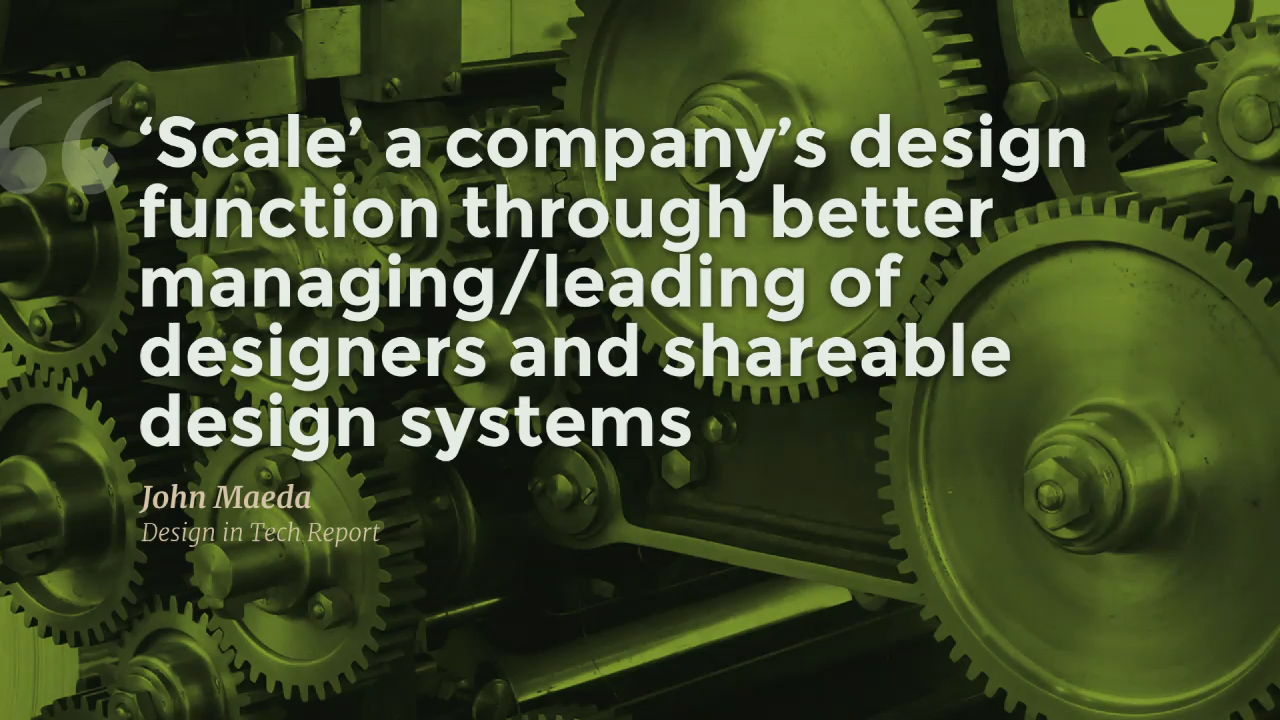 ‘Scale’ a company’s design
function through better
managing/leading of
designers and shareable
design systems
John Maeda
Design in Tech Report